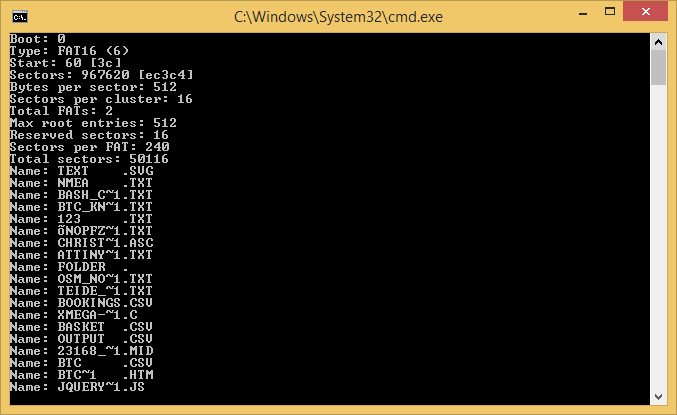 C:\Windows\System32\cmd.exe
Boot: 0
Type: FAT16 (6)
Start: 60 [3c]
Sectors: 967620 [ec3c4]
Bytes per sector: 512
Sectors per cluster: 16
Total FATs: 2
Max root entries: 512
Reserved sectors: 16
Sectors per FAT: 240
Total sectors: 50116
Name: TEXT    .SVG
Name: NMEA    .TXT
Name: BASH_C~1.TXT
Name: BTC_KN~1.TXT
Name: 123     .TXT
Name: õNOPFZ~1.TXT
Name: CHRIST~1.ASC
Name: ATTINY~1.TXT
Name: FOLDER  .
Name: OSM_NO~1.TXT
Name: TEIDE_~1.TXT
Name: BOOKINGS.CSV
Name: XMEGA-~1.C
Name: BASKET  .CSV
Name: OUTPUT  .CSV
Name: 23168_~1.MID
Name: BTC     .CSV
Name: BTC~1   .HTM
Name: JQUERY~1.JS